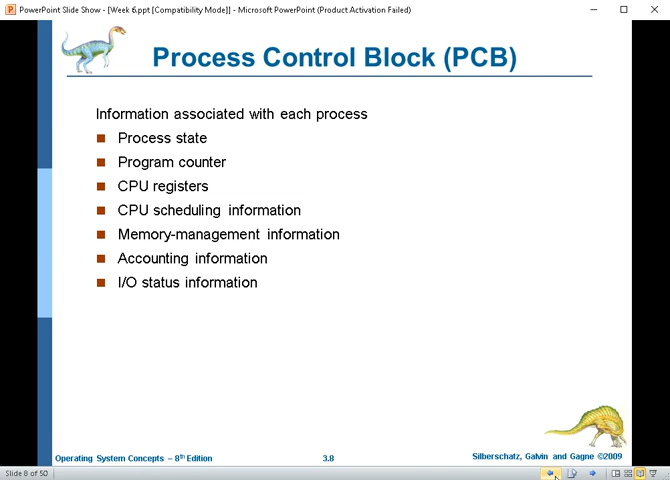 PowerPoint Slide Show - [Week 6.ppt [Compatibility Mode]] - Microsoft PowerPoint (Product Activation Failed)
Process Control Block (PCB)
Information associated with each process
Process state
Program counter
CPU registers
CPU scheduling information
Memory-management information
Accounting information
I/O status information
Operating System Concepts – 8th Edition
3.8
Silberschatz, Galvin and Gagne ©2009
Slide 8 of 50